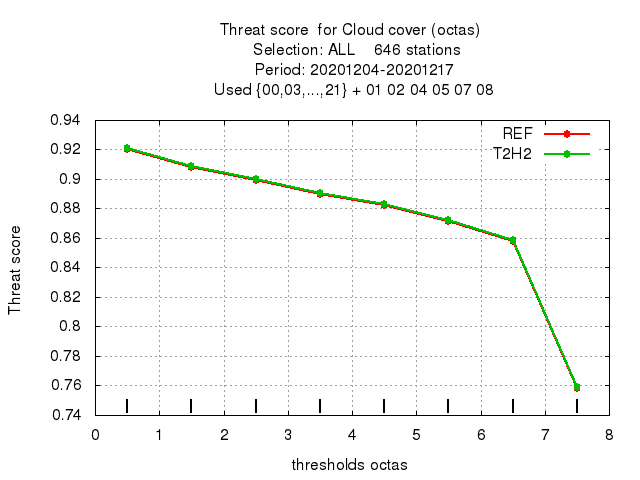 Threat score  for Cloud cover (octas)
Selection: ALL    646 stations
Period: 20201204-20201217
Used {00,03,...,21} + 01 02 04 05 07 08
REF
T2H2
Threat score
0.94
0.92
0.9
0.88
0.86
0.84
0.82
0.8
0.78
0.76
0.74
0 1 2 3 4 5 6 7 8
thresholds octas